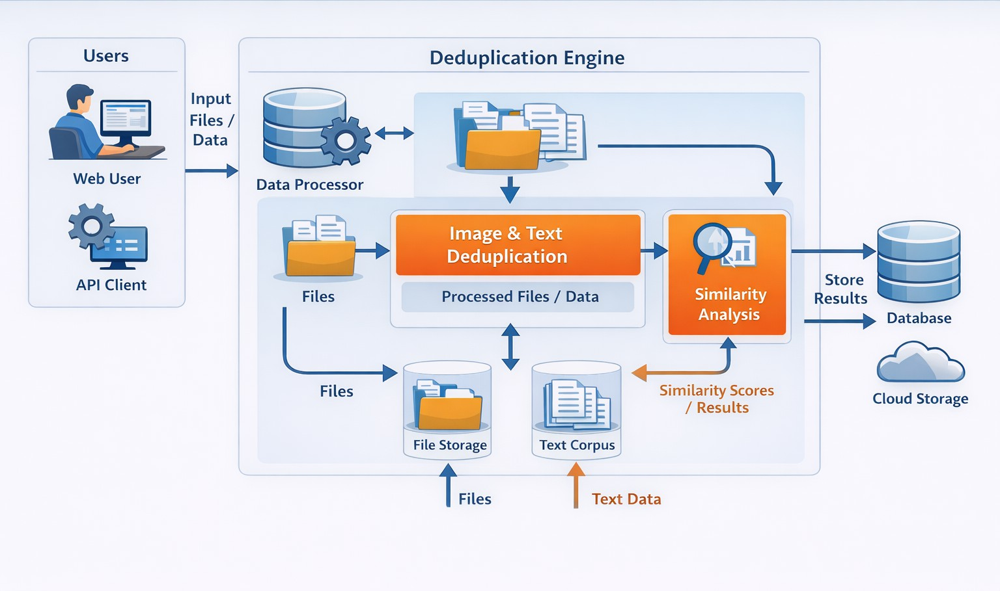 Users
Web User
API Client
Input
Files /
Data
Deduplication Engine
Data Processor
Files
Image & Text
Deduplication
Processed Files / Data
Similarity
Analysis
Store
Results
Database
Cloud Storage
Files
File Storage
Text Corpus
Similarity Scores
/ Results
Files
Text Data